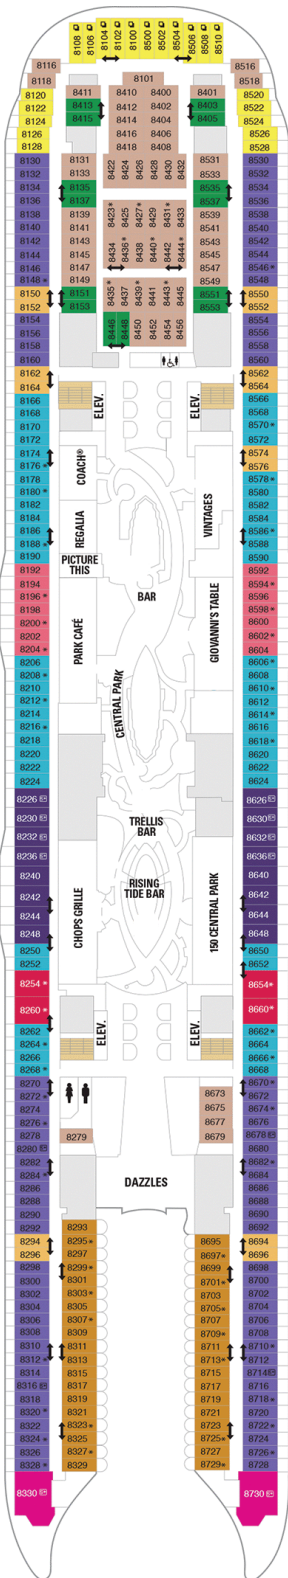 8108 8106 8104 8102 8100 8500 8502 8504 8508 8510
8116 8516
8118 8101 8518
8120 8411 8410 8400 8401 8520
8122 8413 8412 8402 8403 8522
8124 8415 8414 8404 8405 8524
8126 8416 8406 8526
8128 8418 8408 8528
8130 8131 8422 8424 8426 8428 8430 8432 8531 8530
8132 8133 8533 8532
8134 8135 8535 8534
8136 8137 8537 8536
8138 8139 8423* 8425 8427* 8429 8431* 8433 8539 8538
8140 8141 8541 8540
8142 8143 8434 8436* 8438 8440* 8442 8444* 8543 8542
8144 8145 8545 8544
8146 8147 8547 8546*
8148* 8149 8435* 8437 8439* 8441 8443* 8445 8549 8548
8150 8151 8551 8550
8152 8153 8553 8552
8154 8446 8448 8450 8452 8454 8456 8554
8156 8556
8158 8558
8160 8560
8162 8562
8164 8564
8166 ELEV. ELEV. 8566
8168 8568
8170 8570*
8172 8572
8174 COACH® 8574
8176* 8576
8178 8578*
8180* 8580
8182 REGALIA VINTAGES 8582
8184 8584
8186 8586*
8188 8588
8190 PICTURE
THIS 8590
8192 8592
8194 BAR GIOVANNI'S TABLE 8594*
8196* 8596
8198 PARK CAFÉ 8598*
8200* 8600
8202 8602*
8204* 8604
8206 CENTRAL PARK 8606*
8208* 8608
8210 8610*
8212* 8612
8214 8614*
8216* 8616
8218 8618*
8220 8620
8222 8622
8224 8624
8226 8626
8230 TRELLIS
BAR 8630
8232 8632
8236 8636
8240 CHOPS GRILLE RISING
TIDE BAR 150 CENTRAL PARK 8640
8242 8642
8244 8644
8248 8648
8250 8650
8252 8652
8254* 8654*
8260* 8660*
8262 ELEV. ELEV. 8662*
8264* 8664
8266 8666*
8268* 8668
8270 8670*
8272* 8673 8672
8274 8675 8674*
8276* 8677 8676
8278 8279 8679 8678
8280 8680
8282 8682*
8284* DAZZLES 8684
8286 8686
8288 8688
8290 8690
8292 8293 8692
8294 8295* 8695 8694
8296 8297 8697* 8696
8298 8299* 8699 8698
8300 8301 8701* 8700
8302 8303* 8703 8702
8304 8305 8705* 8704
8306 8307* 8707 8706
8308 8309 8709* 8708
8310 8311 8711 8710*
8312* 8313 8713* 8712
8314 8315 8715 8714
8316 8317 8717 8716
8318 8319 8719 8718
8320* 8321 8721 8720
8322 8323* 8723 8722*
8324* 8325 8725* 8724
8326 8327* 8727 8726*
8328* 8329 8729* 8728
8330 8730